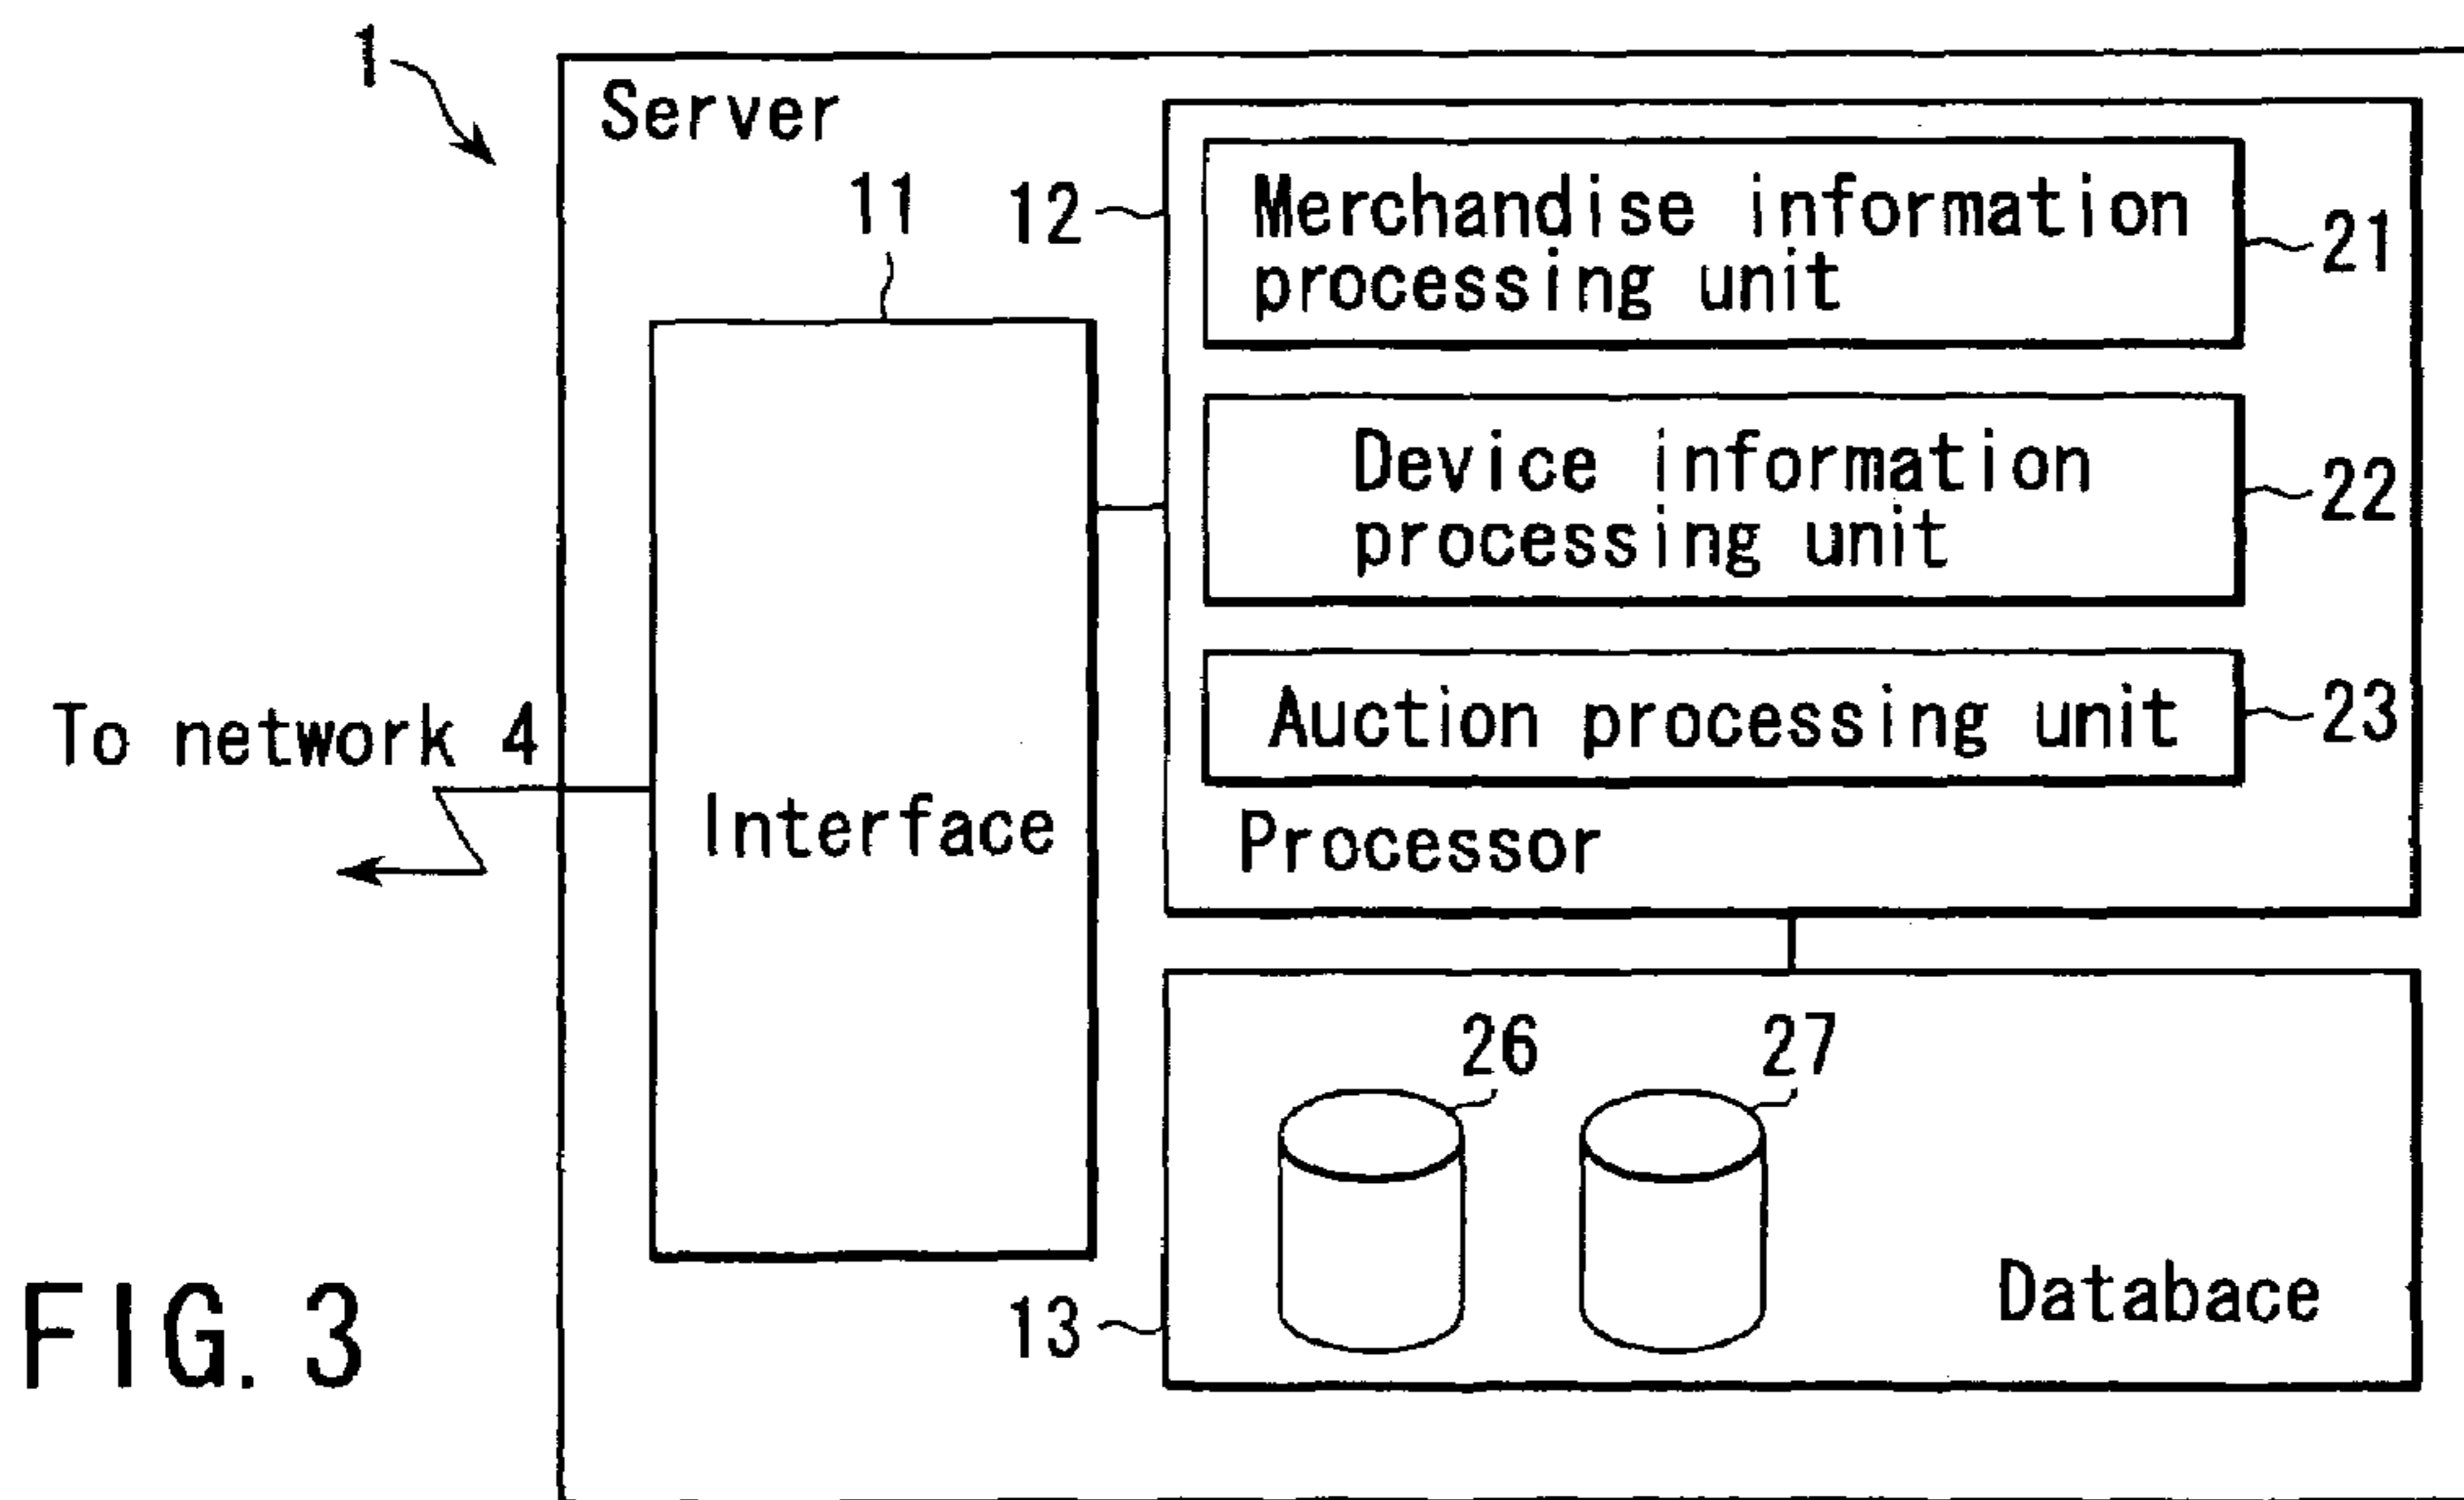 1
Server
11
12
Merchandise information
processing unit
21
Device information
processing unit
22
Auction processing unit
23
Processor
To network 4
Interface
26
27
13
Databace
FIG. 3